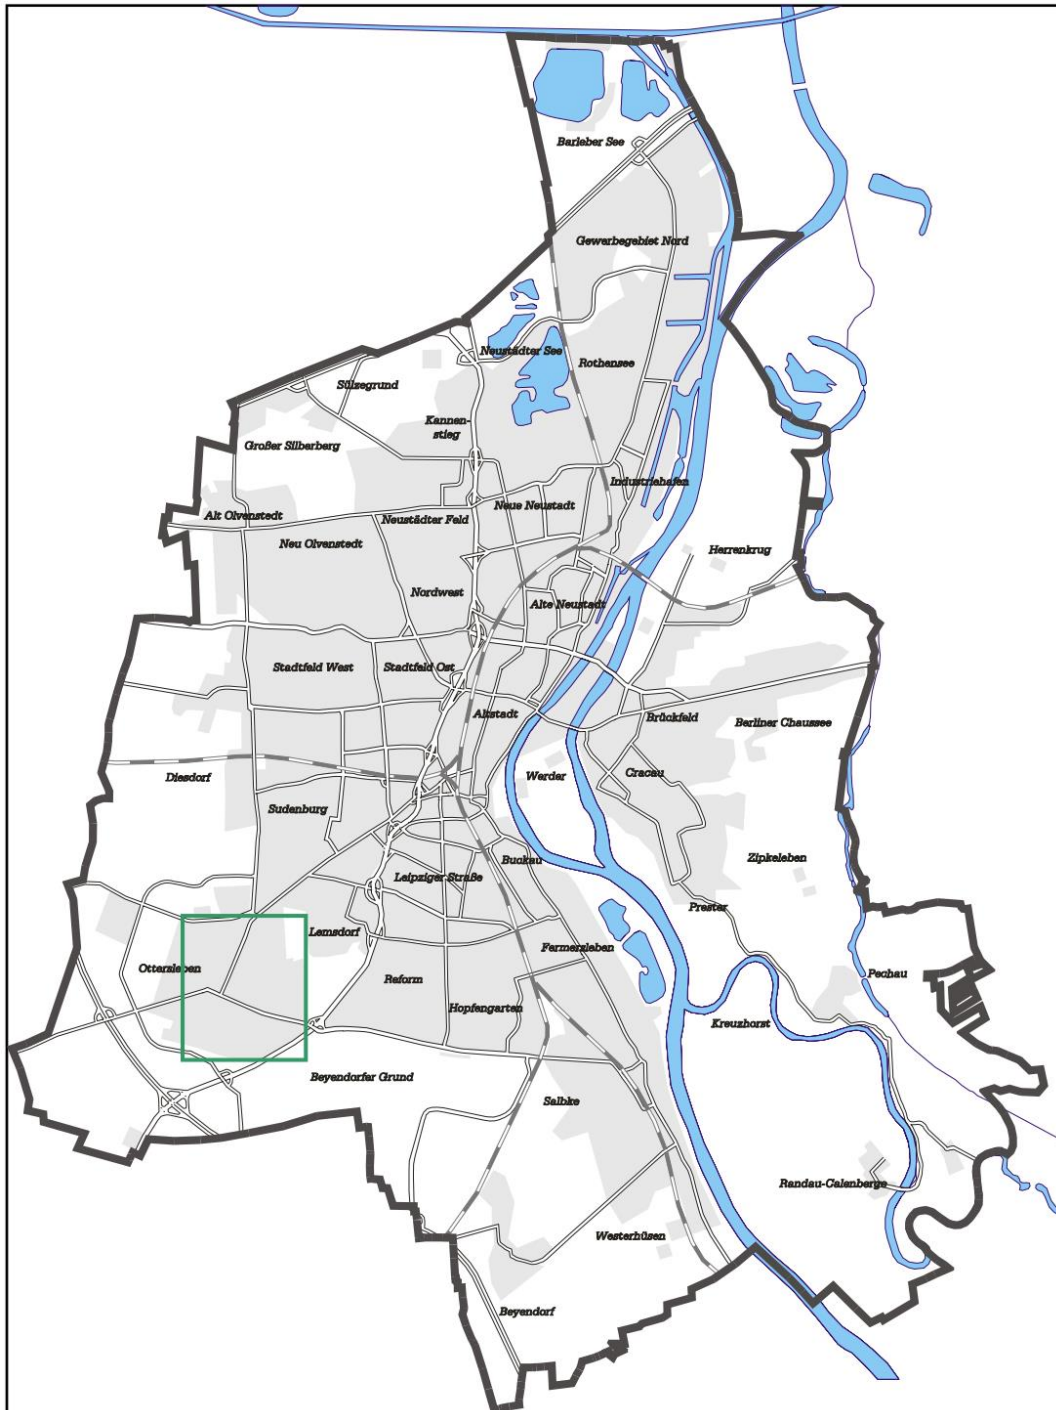 Barleber See
Gewerbegebiet Nord
Neustädter See
Rothensee
Sülzegrund
Kannen-
stieg
Großer Silberberg
Industriehafen
Neue Neustadt
Alt Olvenstedt
Neustädter Feld
Neu Olvenstedt
Herrenkrug
Nordwest
Alte Neustadt
Stadtfeld West
Stadtfeld Ost
Altstadt
Brückfeld
Berliner Chaussee
Diesdorf
Werder
Cracau
Sudenburg
Buckau
Zipkeleben
Leipziger Straße
Prester
Lemsdorf
Fermersleben
Ottersleben
Reform
Pechau
Hopfengarten
Kreuzhorst
Beyendorfer Grund
Salbke
Randau-Calenberge
Westerhüsen
Beyendorf